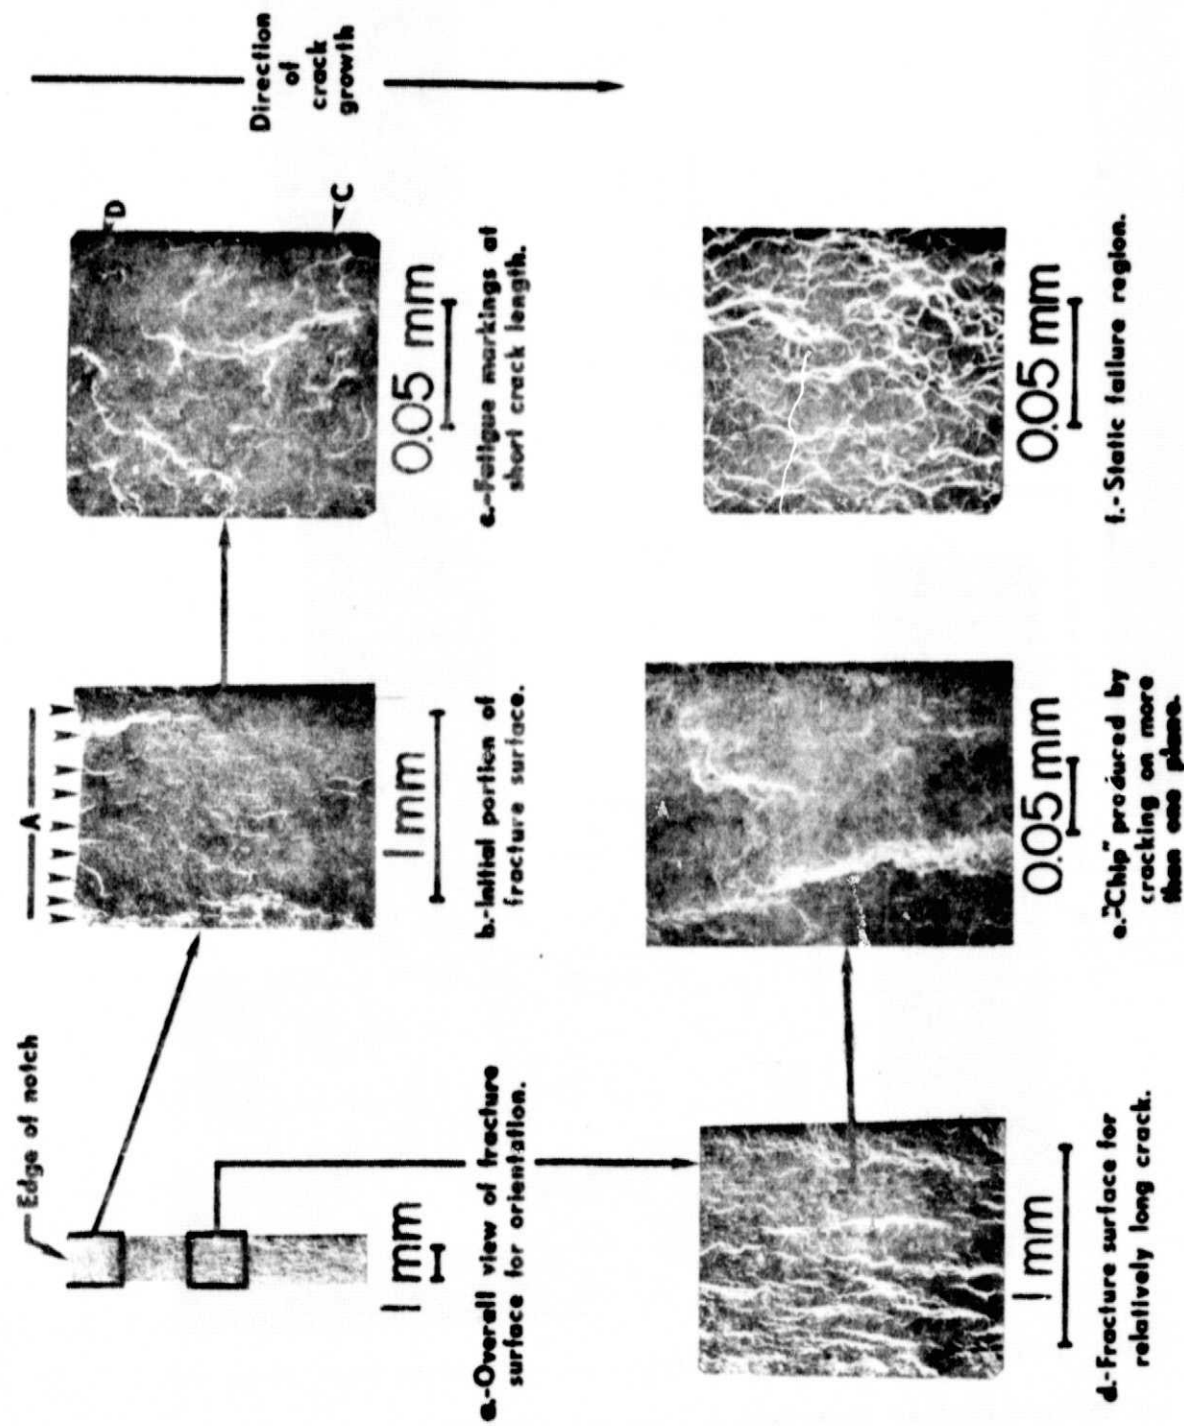 Edge of notch
1 mm
a.-Overall view of fracture
surface for orientation.
A
1 mm
b.-Initial portion of
fracture surface.
D
C
0.05 mm
c.-Fatigue markings at
short crack length.
Direction
of
crack
growth
1 mm
d.-Fracture surface for
relatively long crack.
0.05 mm
e.-"Chip" produced by
cracking on more
than one plane.
0.05 mm
f.-Static failure region.